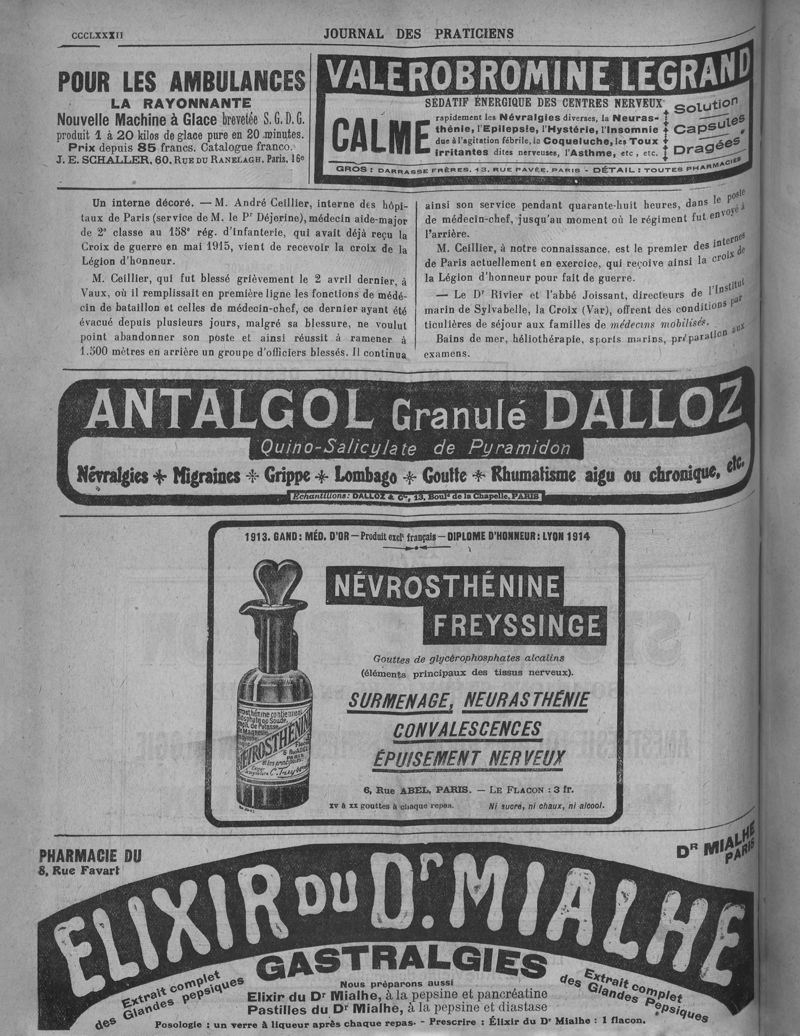 CCCLXXXII
JOURNAL DES PRATICIENS
POUR LES AMBULANCES
LA RAYONNANTE
Nouvelle Machine à Glace brevetée S. G. D. G.
produit 1 à 20 kilos de glace pure en 20 minutes.
Prix depuis 85 francs. Catalogue franco.
J. E. SCHALLER, 60, RUE DU RANELAGH, Paris, 16e
VALEROBROMINE LEGRAND
SÉDATIF ÉNERGIQUE DES CENTRES NERVEUX
CALME
rapidement les Névralgies diverses, la Neuras-
thénie, l'Epilepsie, l'Hystérie, l'Insomnie
due à l'agitation fébrile, la Coqueluche, les Toux
irritantes dites nerveuses, l'Asthme, etc., etc.
Solution
Capsules
Dragées
GROS: DARRASSE FRÈRES, 13, RUE PAVÉE, PARIS - DÉTAIL: TOUTES PHARMACIES
Un interne décoré. — M. André Ceillier, interne des hôpi-
taux de Paris (service de M. le Pr Déjerine), médecin aide-major
de 2e classe au 158e rég. d'infanterie, qui avait déjà reçu la
Croix de guerre en mai 1915, vient de recevoir la croix de la
Légion d'honneur.
M. Ceillier, qui fut blessé grièvement le 2 avril dernier, à
Vaux, où il remplissait en première ligne les fonctions de méde-
cin de bataillon et celles de médecin-chef, ce dernier ayant été
évacué depuis plusieurs jours, malgré sa blessure, ne voulut
point abandonner son poste et ainsi réussit à ramener à
1.500 mètres en arrière un groupe d'officiers blessés. Il continua
ainsi son service pendant quarante-huit heures, dans le poste
de médecin-chef, jusqu'au moment où le régiment fut envoyé à
l'arrière.
M. Ceillier, à notre connaissance, est le premier des internes
de Paris actuellement en exercice, qui reçoive ainsi la croix de
la Légion d'honneur pour fait de guerre.
— Le Dr Rivier et l'abbé Joissant, directeurs de l'Institut
marin de Sylvabelle, la Croix (Var), offrent des conditions par
ticulières de séjour aux familles de médecins mobilisés.
Bains de mer, héliothérapie, sports marins, préparation aux
examens.
ANTALGOL Granulé DALLOZ
Quino-Salicylate de Pyramidon
Névralgies ✢ Migraines ✢ Grippe ✢ Lombago ✢ Goutte ✢ Rhumatisme aigu ou chronique, etc.
Échantillons: DALLOZ & Cie, 13, Bould de la Chapelle, PARIS
1913. GAND: MÉD. D'OR — Produit exclt français — DIPLOME D'HONNEUR: LYON 1914
NÉVROSTHÉNINE
FREYSSINGE
Gouttes de glycérophosphates alcalins
(éléments principaux des tissus nerveux).
SURMENAGE, NEURASTHÉNIE
CONVALESCENCES
ÉPUISEMENT NERVEUX
6, Rue ABEL, PARIS. — LE FLACON : 3 fr.
XV à XX gouttes à chaque repas.
Ni sucre, ni chaux, ni alcool.
NÉVROSTHÉNINE
PHARMACIE DU
8, Rue Favart
DR MIALHE
PARIS
ELIXIR DU Dr. MIALHE
GASTRALGIES
Extrait complet
des Glandes pepsiques
Nous préparons aussi
Elixir du Dr Mialhe, à la pepsine et pancréatine
Pastilles du Dr Mialhe, à la pepsine et diastase
Extrait complet
des Glandes Pepsiques
Posologie : un verre à liqueur après chaque repas. - Prescrire : Élixir du Dr Mialhe : 1 flacon.